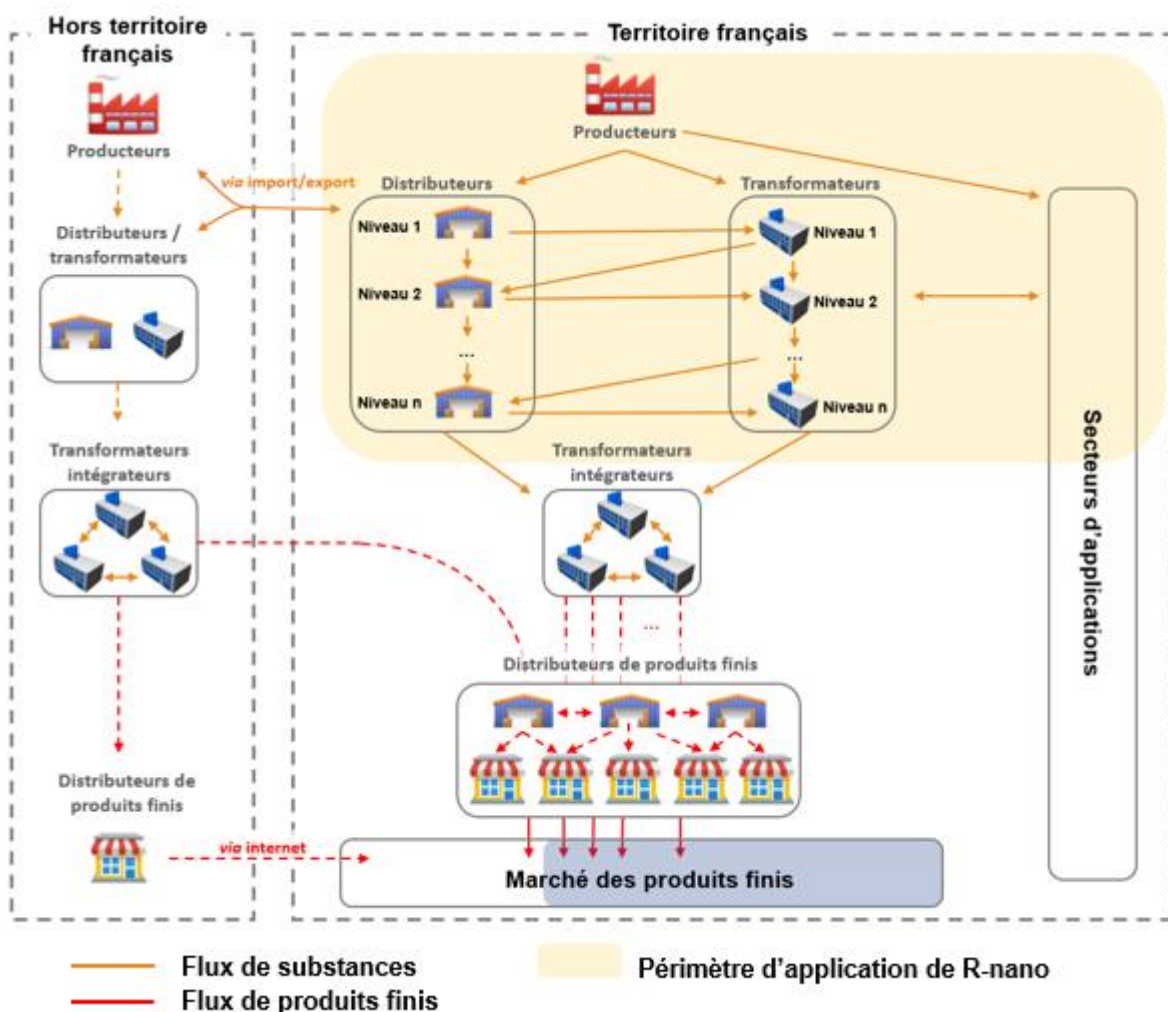 Hors territoire
français
Producteurs
Distributeurs /
transformateurs
Transformateurs
intégrateurs
Distributeurs de
produits finis
via import/export
via internet
Territoire français
Producteurs
Distributeurs
Niveau 1
Niveau 2
...
Niveau n
Transformateurs
Niveau 1
Niveau 2
...
Niveau n
Transformateurs
intégrateurs
...
Distributeurs de produits finis
Marché des produits finis
Secteurs d'applications
Flux de substances
Flux de produits finis
Périmètre d'application de R-nano